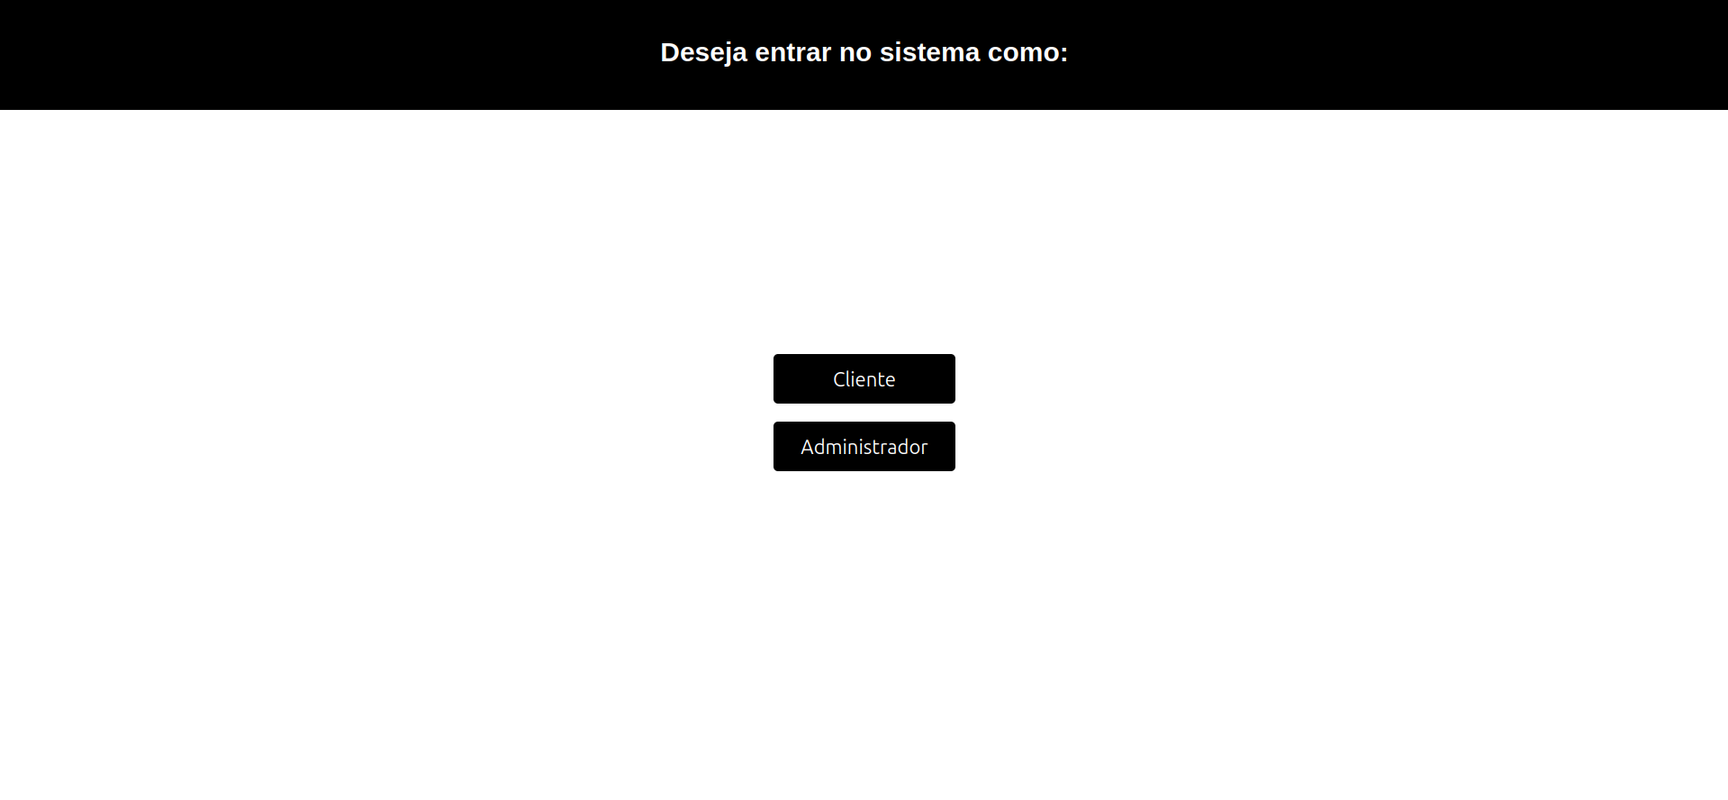 Deseja entrar no sistema como:
Cliente
Administrador